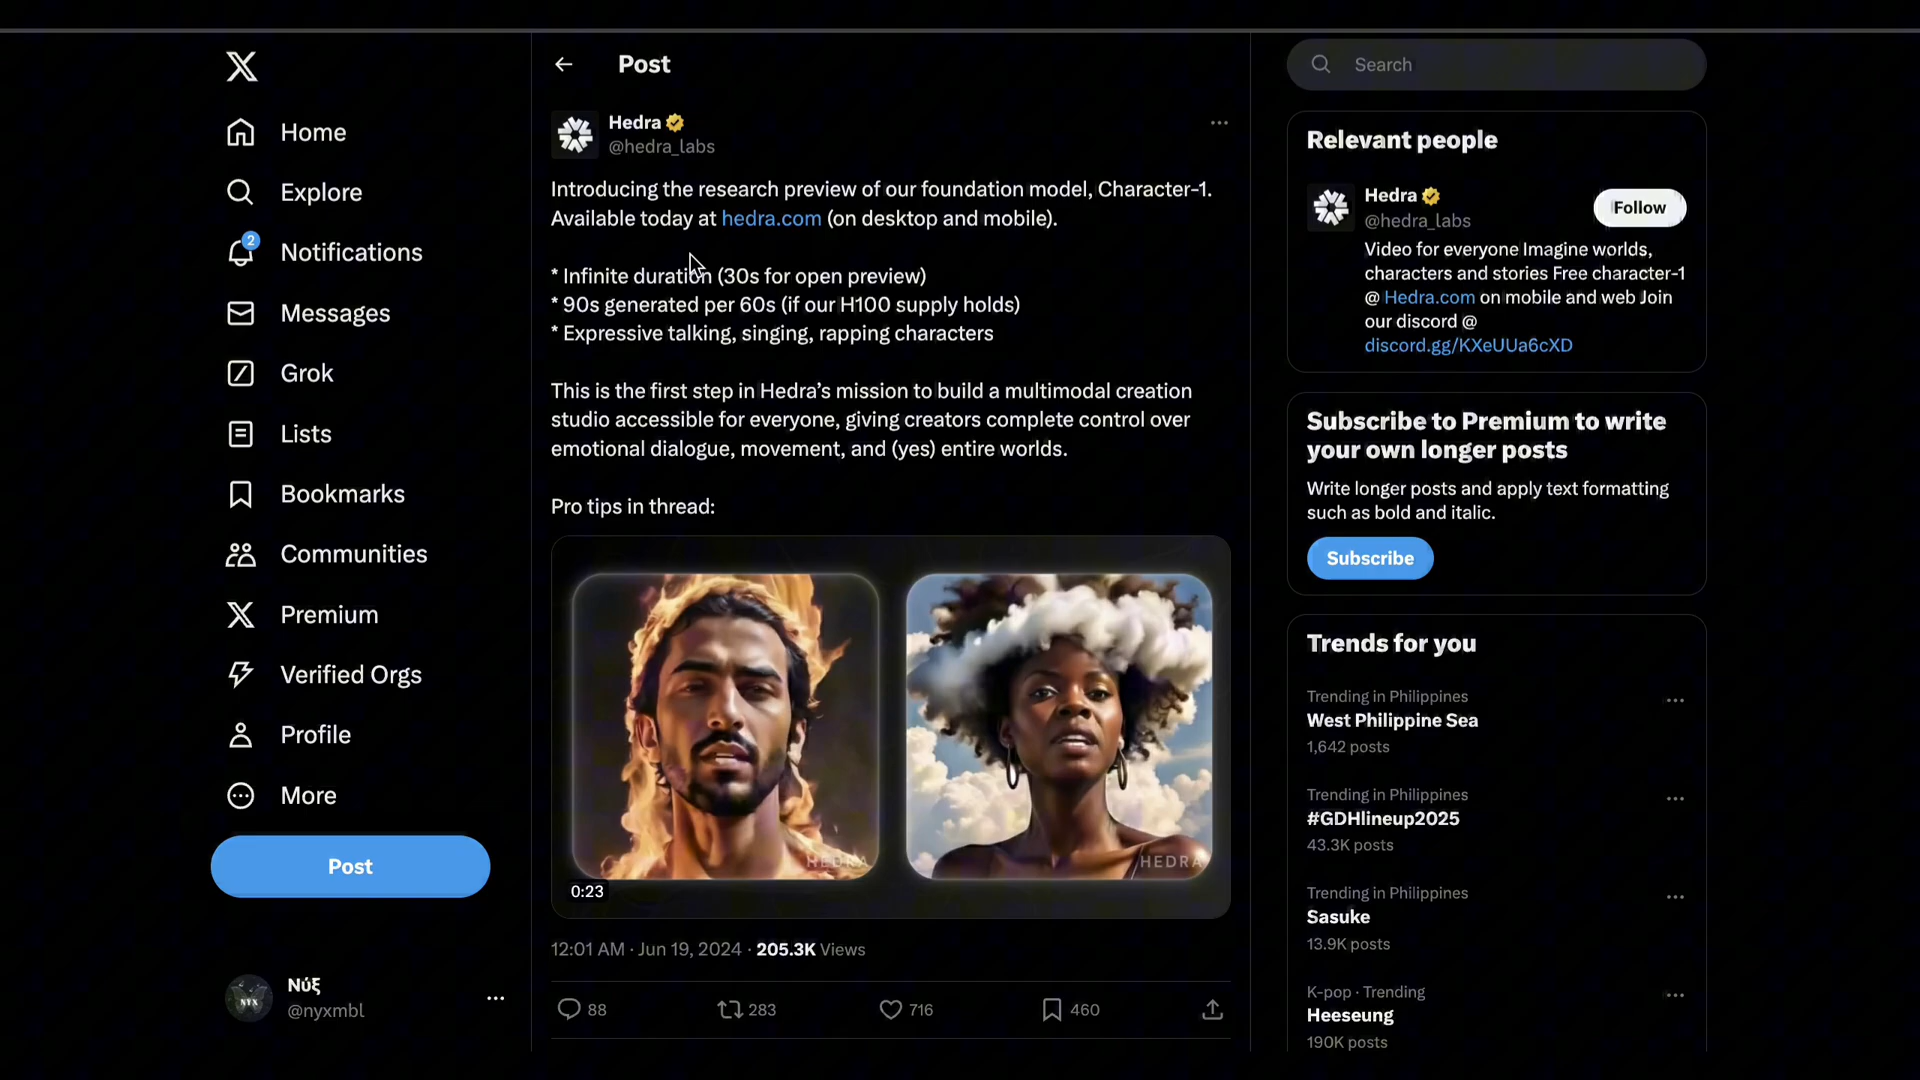 Home
Explore
2
Notifications
Messages
Grok
Lists
Bookmarks
Communities
Premium
Verified Orgs
Profile
More
Post
NYX
Νύξ
@nyxmbl
Post
Hedra
@hedra_labs
Introducing the research preview of our foundation model, Character-1.
Available today at hedra.com (on desktop and mobile).
* Infinite duration (30s for open preview)
* 90s generated per 60s (if our H100 supply holds)
* Expressive talking, singing, rapping characters
This is the first step in Hedra’s mission to build a multimodal creation
studio accessible for everyone, giving creators complete control over
emotional dialogue, movement, and (yes) entire worlds.
Pro tips in thread:
HEDRA
HEDRA
0:23
12:01 AM · Jun 19, 2024 · 205.3K Views
88
283
716
460
Search
Relevant people
Hedra
@hedra_labs
Follow
Video for everyone Imagine worlds,
characters and stories Free character-1
@ Hedra.com on mobile and web Join
our discord @
discord.gg/KXeUUa6cXD
Subscribe to Premium to write
your own longer posts
Write longer posts and apply text formatting
such as bold and italic.
Subscribe
Trends for you
Trending in Philippines
West Philippine Sea
1,642 posts
Trending in Philippines
#GDHlineup2025
43.3K posts
Trending in Philippines
Sasuke
13.9K posts
K-pop · Trending
Heeseung
190K posts